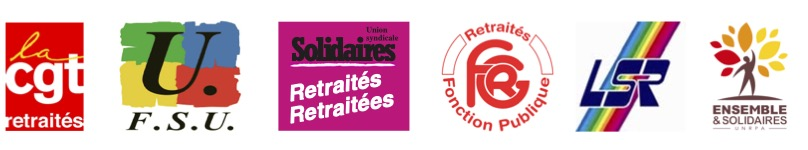 la
cgt
retraités
U.
F.S.U.
Union
syndicale
Solidaires
Retraités
Retraitées
Retraités
FGR
Fonction Publique
LSR
ENSEMBLE
& SOLIDAIRES
UNRPA